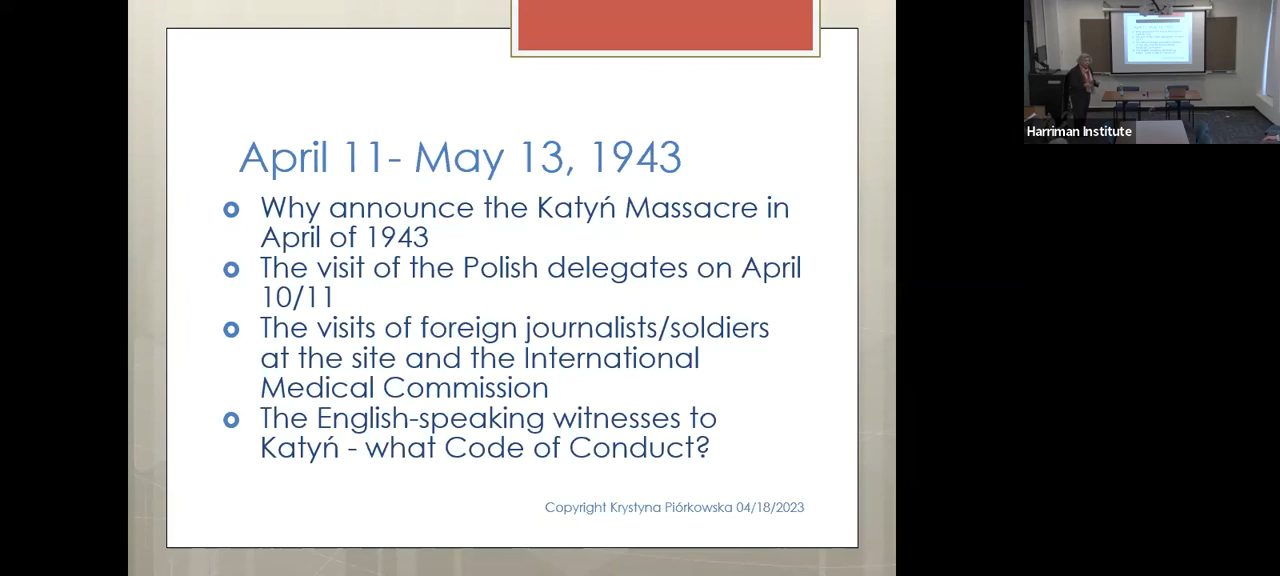 April 11- May 13, 1943
Why announce the Katyń Massacre in
April of 1943
The visit of the Polish delegates on April
10/11
The visits of foreign journalists/soldiers
at the site and the International
Medical Commission
The English-speaking witnesses to
Katyń - what Code of Conduct?
Copyright Krystyna Piórkowska 04/18/2023
Harriman Institute